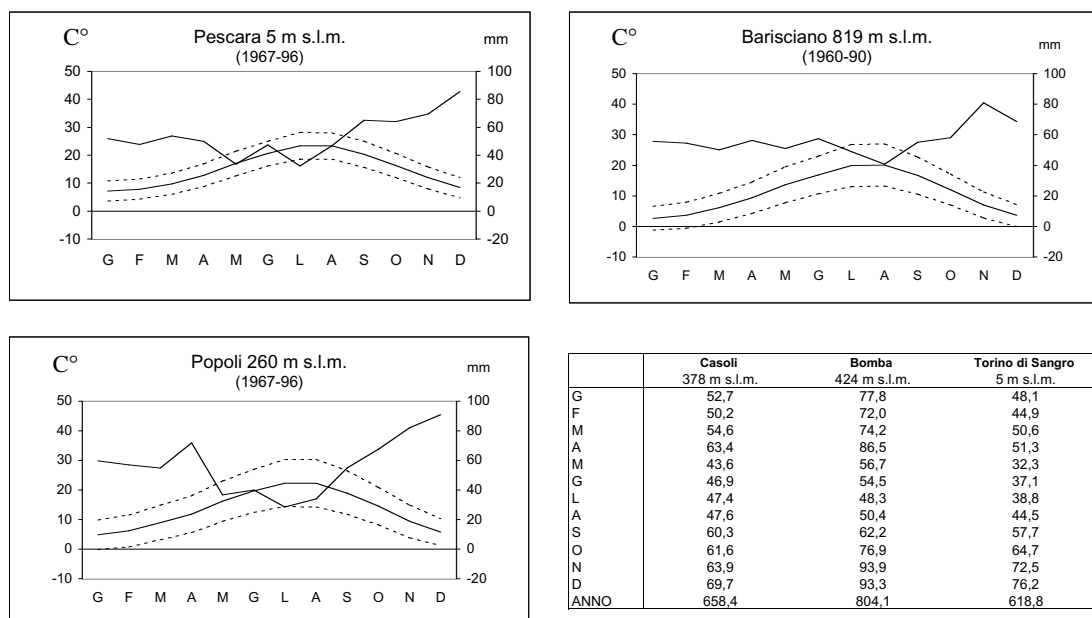 C° Pescara 5 m s.l.m. mm
(1967-96)
50 100
40 80
30 60
20 40
10 20
0 0
-10 -20
G F M A M G L A S O N D
C° Barisciano 819 m s.l.m. mm
(1960-90)
50 100
40 80
30 60
20 40
10 20
0 0
-10 -20
G F M A M G L A S O N D
C° Popoli 260 m s.l.m. mm
(1967-96)
50 100
40 80
30 60
20 40
10 20
0 0
-10 -20
G F M A M G L A S O N D
Casoli Bomba Torino di Sangro
378 m s.l.m. 424 m s.l.m. 5 m s.l.m.
G 52,7 77,8 48,1
F 50,2 72,0 44,9
M 54,6 74,2 50,6
A 63,4 86,5 51,3
M 43,6 56,7 32,3
G 46,9 54,5 37,1
L 47,4 48,3 38,8
A 47,6 50,4 44,5
S 60,3 62,2 57,7
O 61,6 76,9 64,7
N 63,9 93,9 72,5
D 69,7 93,3 76,2
ANNO 658,4 804,1 618,8